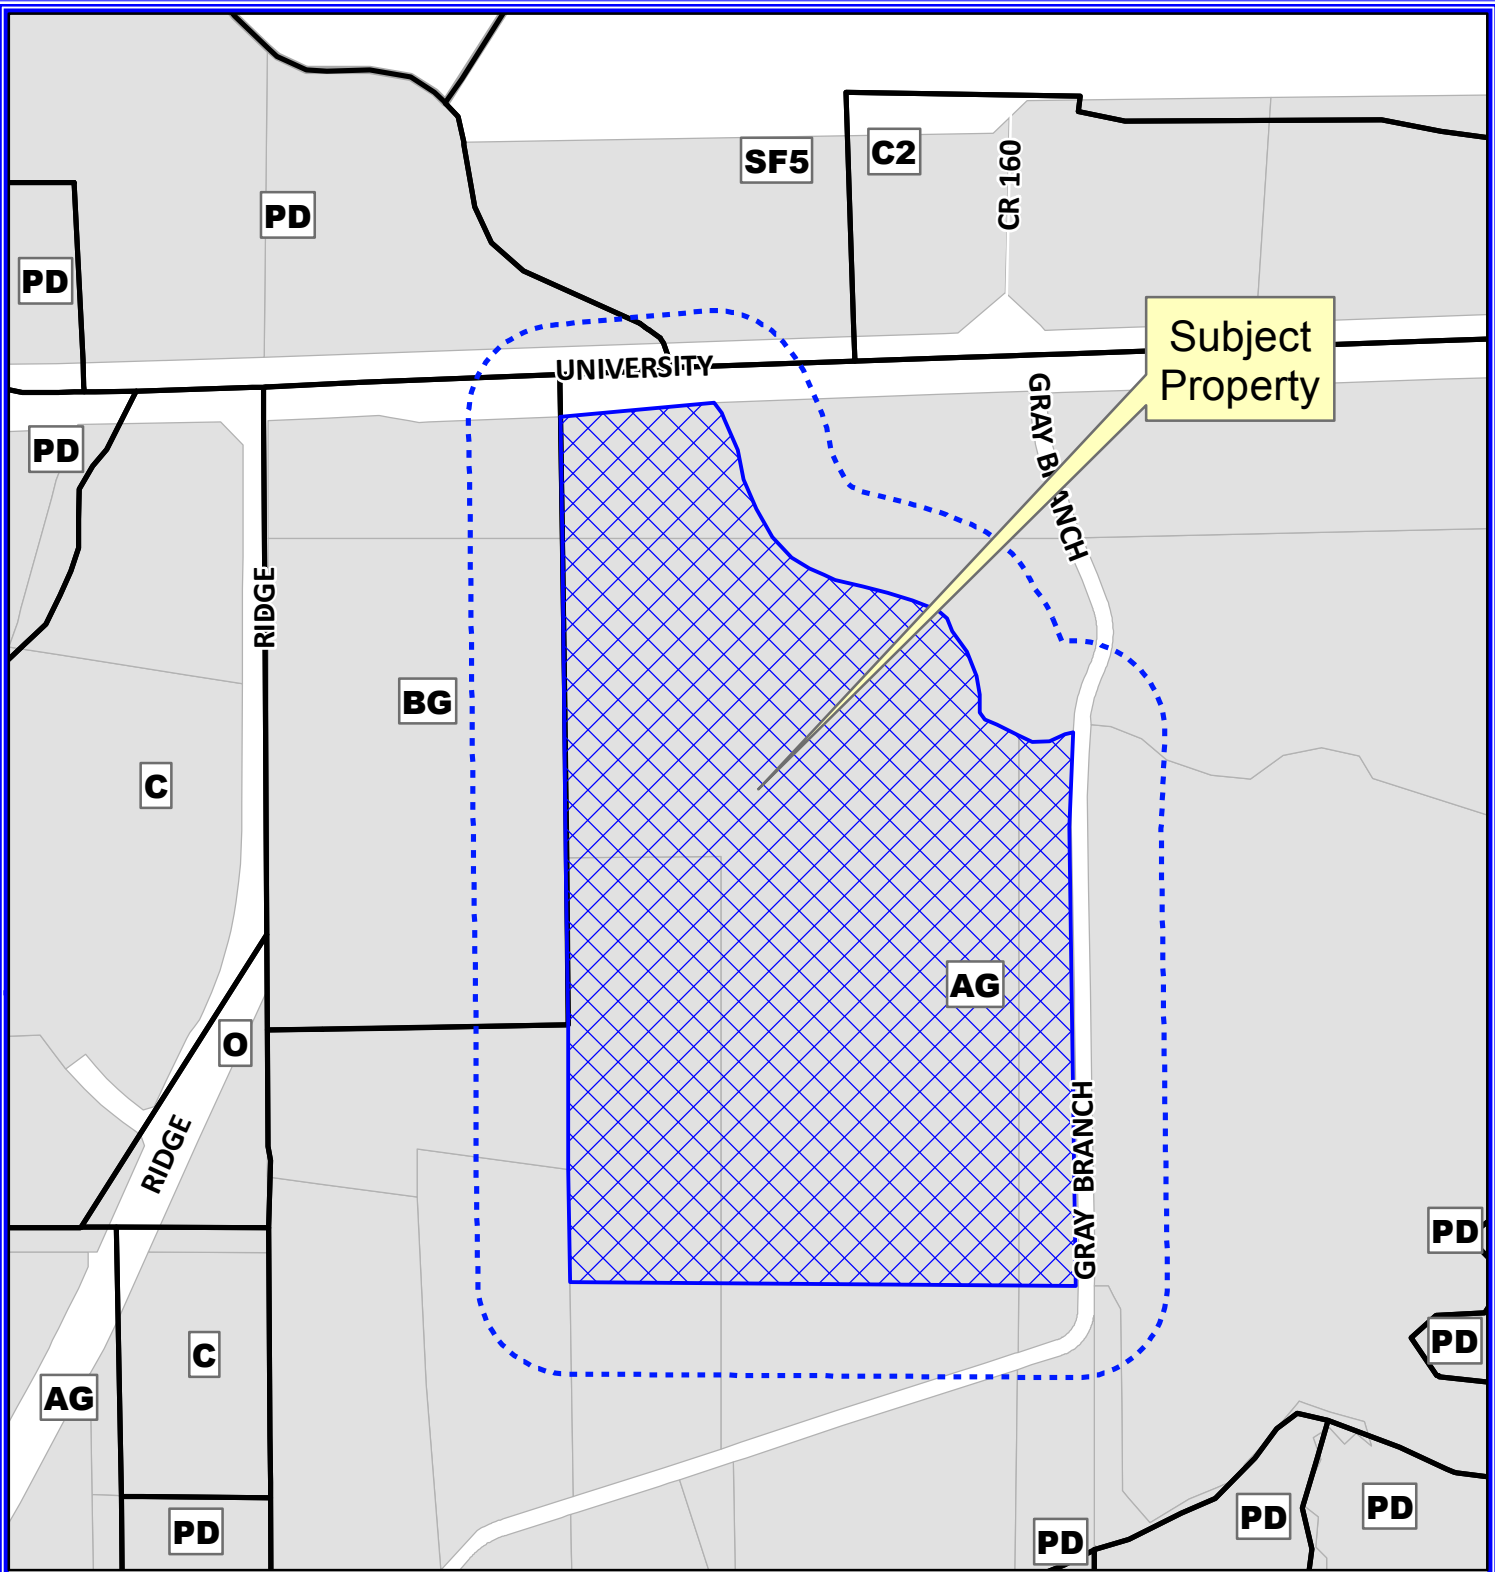 SF5
C2
CR 160
PD
PD
Subject
Property
UNIVERSITY
GRAY BRANCH
PD
RIDGE
BG
C
AG
O
RIDGE
GRAY BRANCH
PD
PD
C
AG
PD
PD
PD
PD